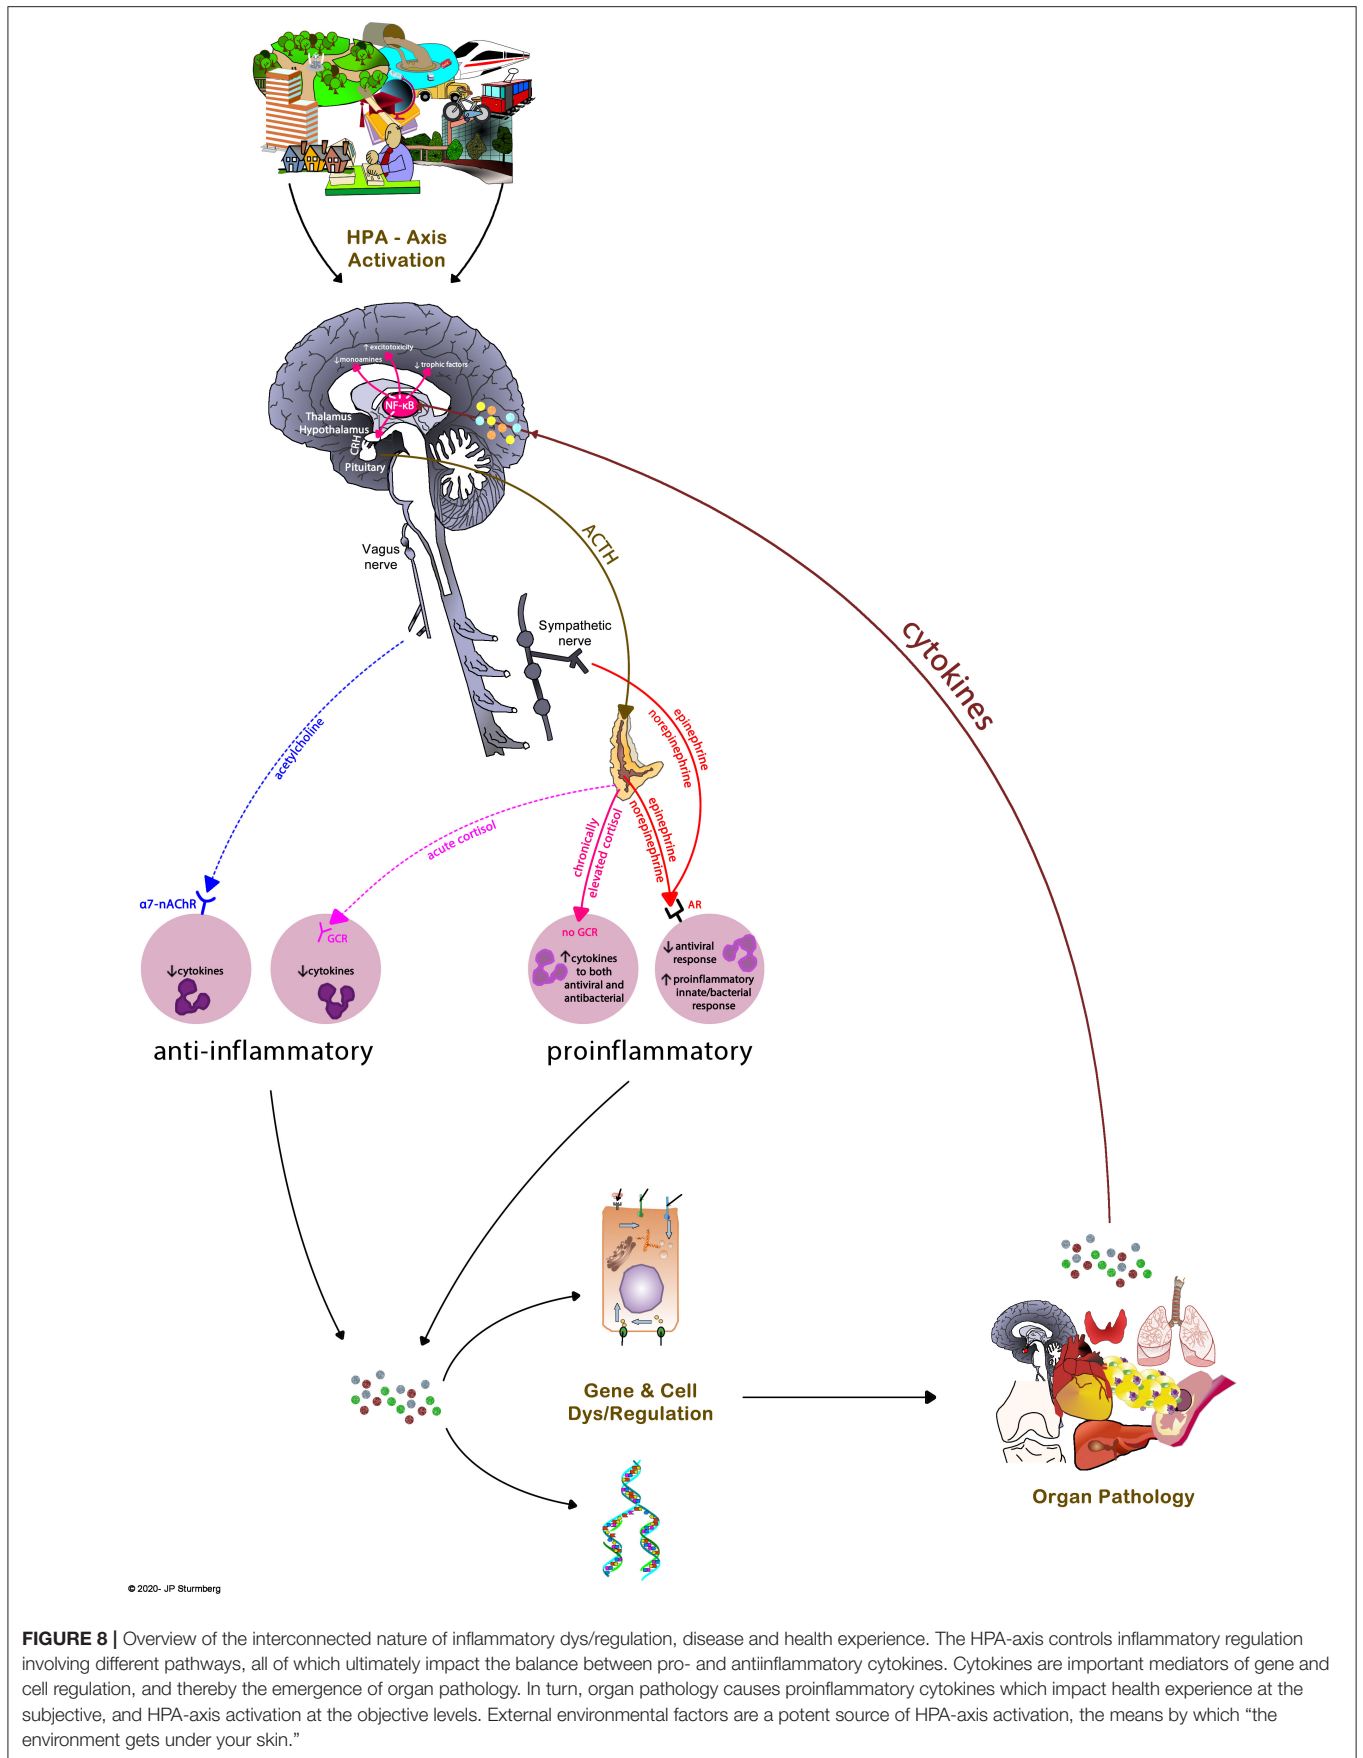 HPA - Axis
Activation
↑ excitotoxicity
↓monoamines
↓ trophic factors
NF-κB
Thalamus
Hypothalamus
CRH
Pituitary
ACTH
Vagus
nerve
Sympathetic
nerve
cytokines
acetylcholine
acute cortisol
chronically
elevated cortisol
epinephrine
norepinephrine
epinephrine
norepinephrine
α7-nAChR
GCR
no GCR
AR
↓cytokines
↓cytokines
↑cytokines
to both
antiviral and
antibacterial
↓antiviral
response
↑proinflammatory
innate/bacterial
response
anti-inflammatory
proinflammatory
Gene & Cell
Dys/Regulation
Organ Pathology
© 2020- JP Sturmberg
FIGURE 8 | Overview of the interconnected nature of inflammatory dys/regulation, disease and health experience. The HPA-axis controls inflammatory regulation
involving different pathways, all of which ultimately impact the balance between pro- and antiinflammatory cytokines. Cytokines are important mediators of gene and
cell regulation, and thereby the emergence of organ pathology. In turn, organ pathology causes proinflammatory cytokines which impact health experience at the
subjective, and HPA-axis activation at the objective levels. External environmental factors are a potent source of HPA-axis activation, the means by which “the
environment gets under your skin.”